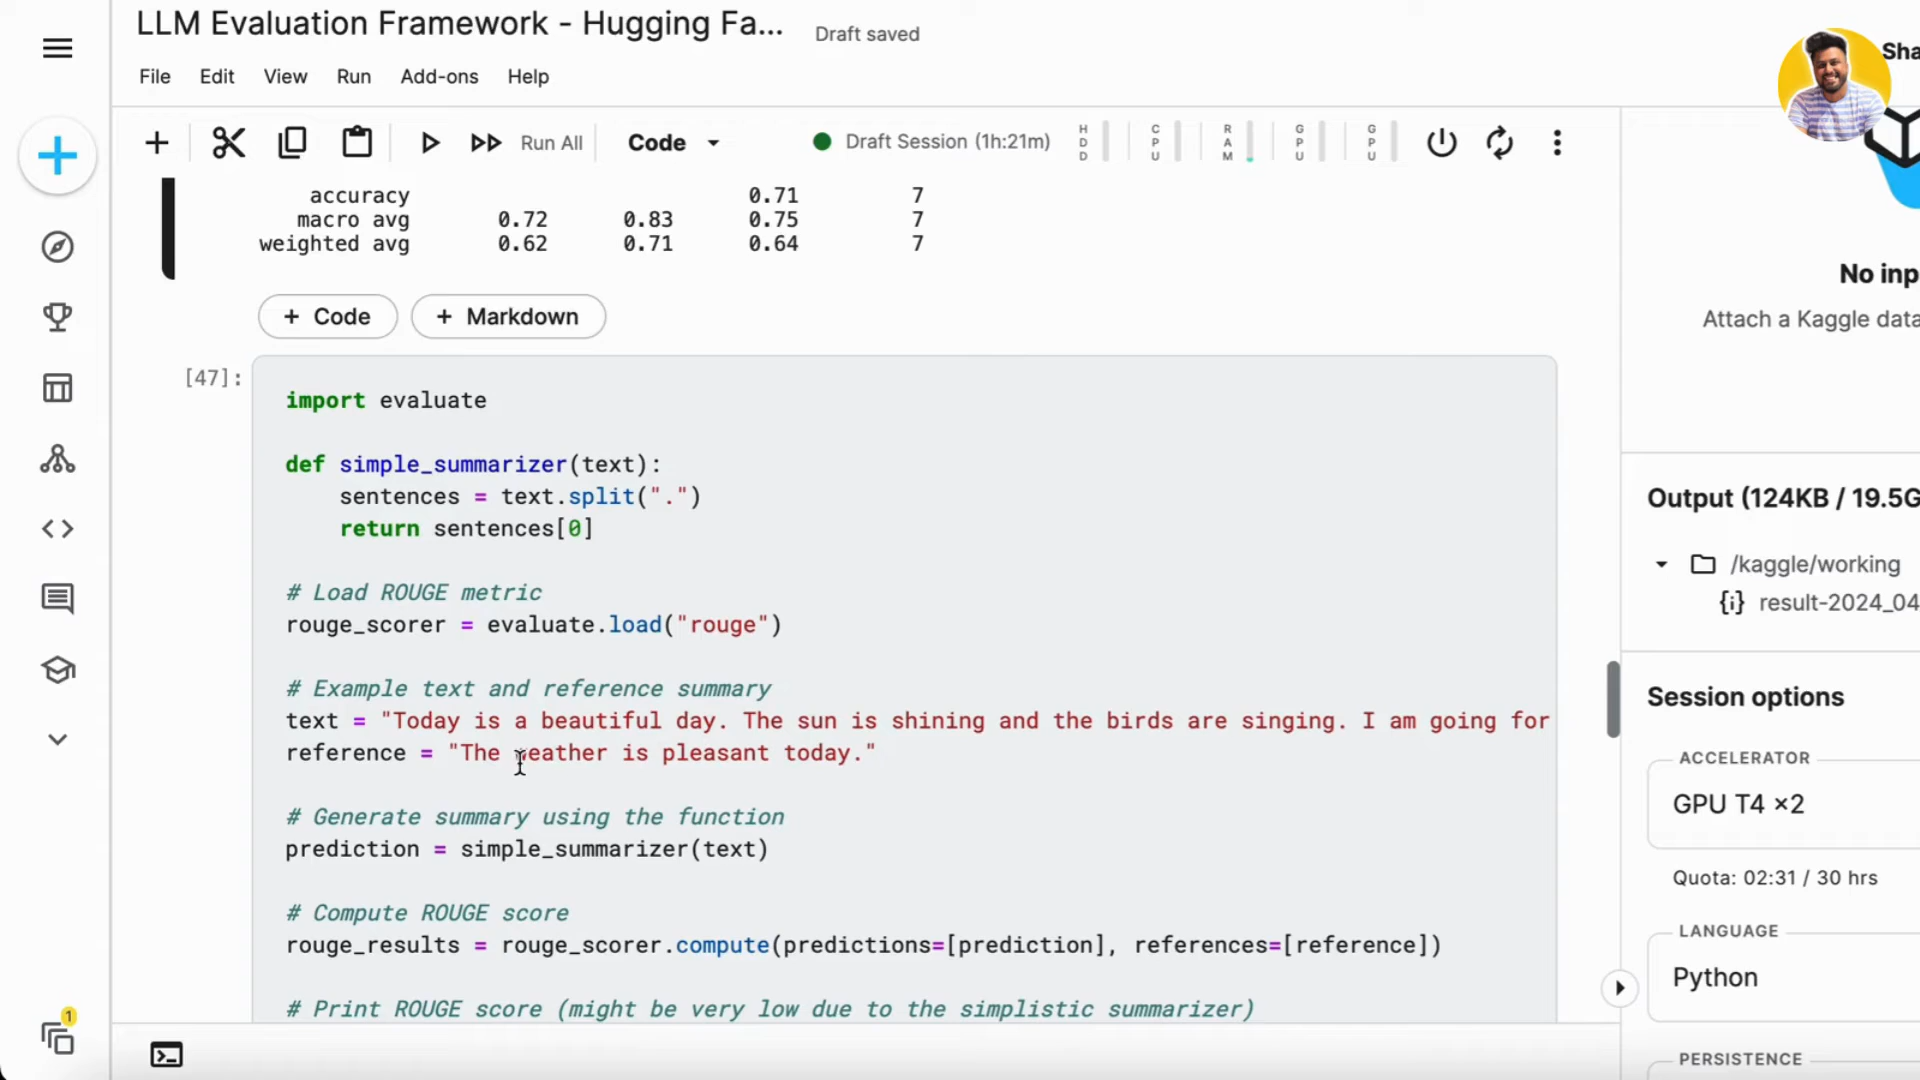 LLM Evaluation Framework - Hugging Fa...
Draft saved
Sha
File Edit View Run Add-ons Help
Run All
Code
Draft Session (1h:21m)
HDD CPU RAM GPU GPU
accuracy 0.71 7
macro avg 0.72 0.83 0.75 7
weighted avg 0.62 0.71 0.64 7
+ Code + Markdown
[47]:
import evaluate
def simple_summarizer(text):
sentences = text.split(".")
return sentences[0]
# Load ROUGE metric
rouge_scorer = evaluate.load("rouge")
# Example text and reference summary
text = "Today is a beautiful day. The sun is shining and the birds are singing. I am going for
reference = "The weather is pleasant today."
# Generate summary using the function
prediction = simple_summarizer(text)
# Compute ROUGE score
rouge_results = rouge_scorer.compute(predictions=[prediction], references=[reference])
# Print ROUGE score (might be very low due to the simplistic summarizer)
No inp
Attach a Kaggle data
Output (124KB / 19.5G
/kaggle/working
{i} result-2024_04
Session options
ACCELERATOR
GPU T4 ×2
Quota: 02:31 / 30 hrs
LANGUAGE
Python
PERSISTENCE
1